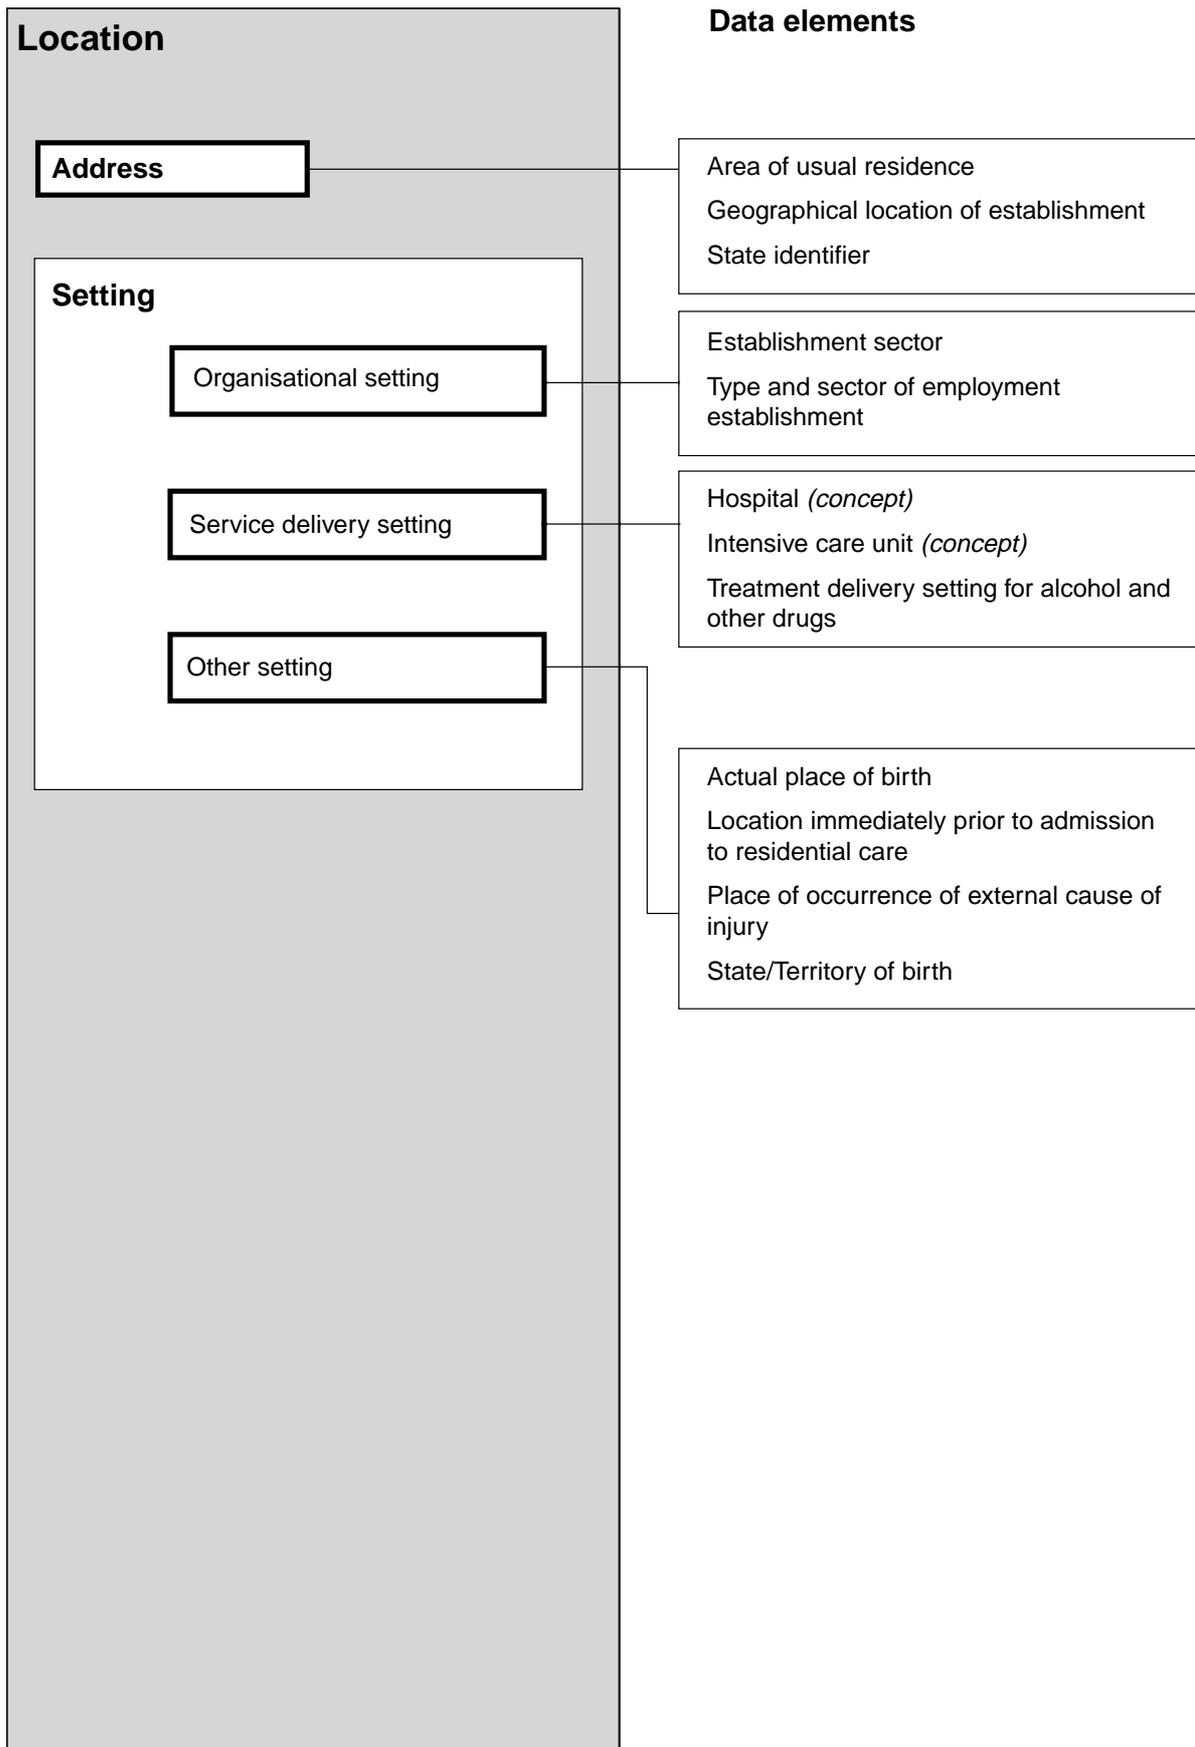 Location
Data elements
Address
Area of usual residence
Geographical location of establishment
State identifier
Setting
Organisational setting
Establishment sector
Type and sector of employment
establishment
Service delivery setting
Hospital (concept)
Intensive care unit (concept)
Treatment delivery setting for alcohol and
other drugs
Other setting
Actual place of birth
Location immediately prior to admission
to residential care
Place of occurrence of external cause of
injury
State/Territory of birth